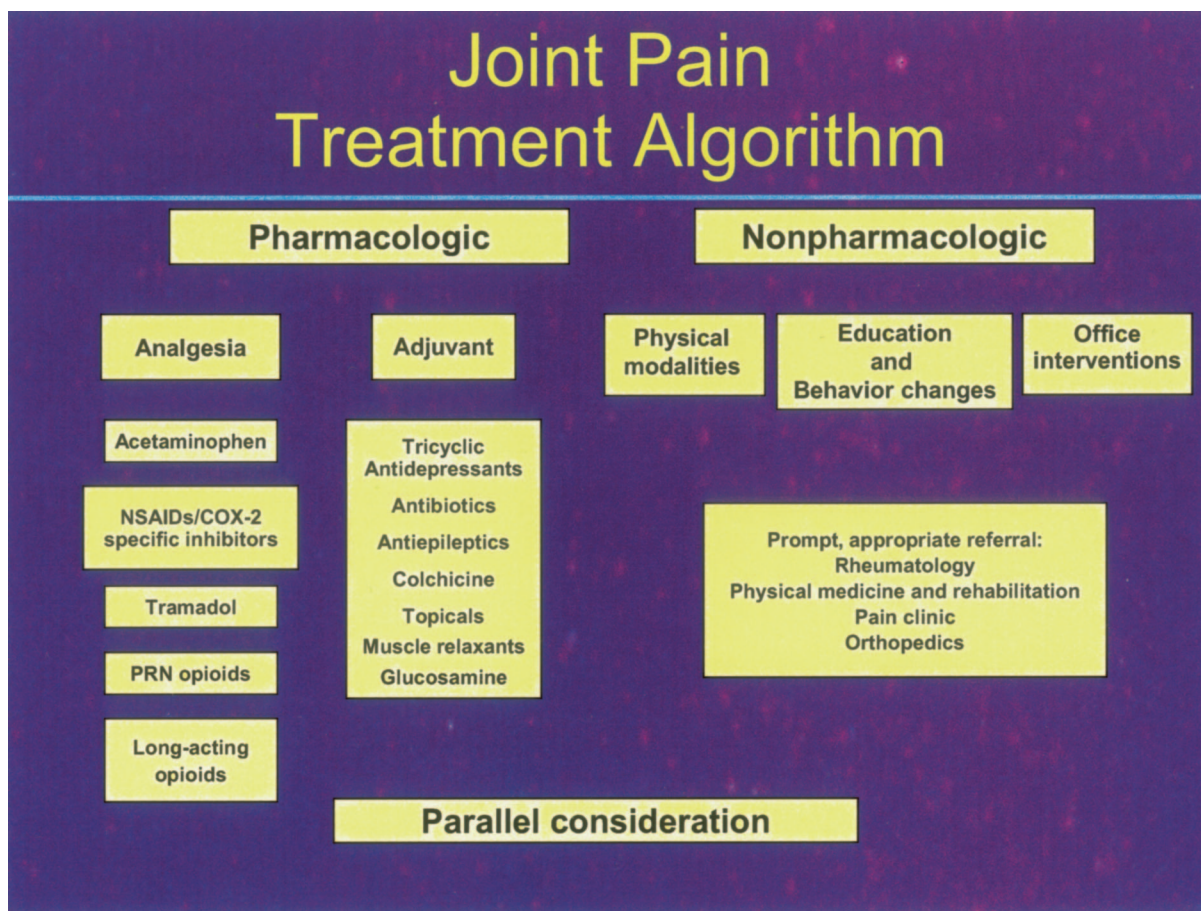 Joint Pain
Treatment Algorithm
Pharmacologic
Nonpharmacologic
Analgesia
Adjuvant
Physical
modalities
Education
and
Behavior changes
Office
interventions
Acetaminophen
NSAIDs/COX-2
specific inhibitors
Tramadol
PRN opioids
Long-acting
opioids
Tricyclic
Antidepressants
Antibiotics
Antiepileptics
Colchicine
Topicals
Muscle relaxants
Glucosamine
Prompt, appropriate referral:
Rheumatology
Physical medicine and rehabilitation
Pain clinic
Orthopedics
Parallel consideration